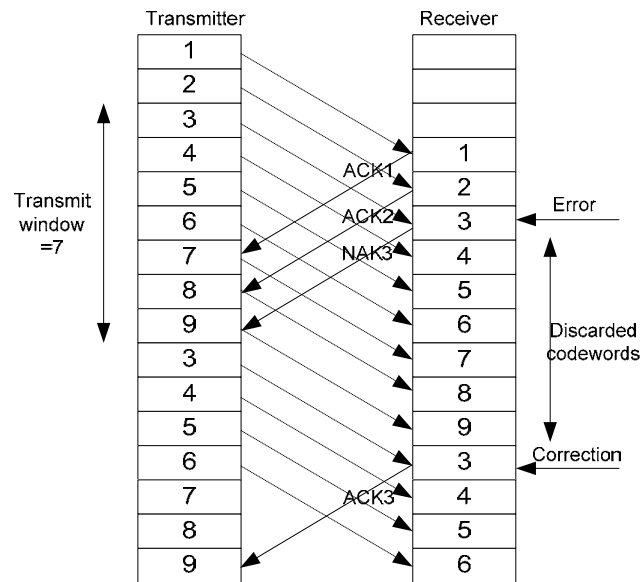 Transmitter
Receiver
1
2
3
4
5
6
7
8
9
3
4
5
6
7
8
9
Transmit
window
=7
ACK1
ACK2
NAK3
ACK3
1
2
3
4
5
6
7
8
9
3
4
5
6
Error
Discarded
codewords
Correction